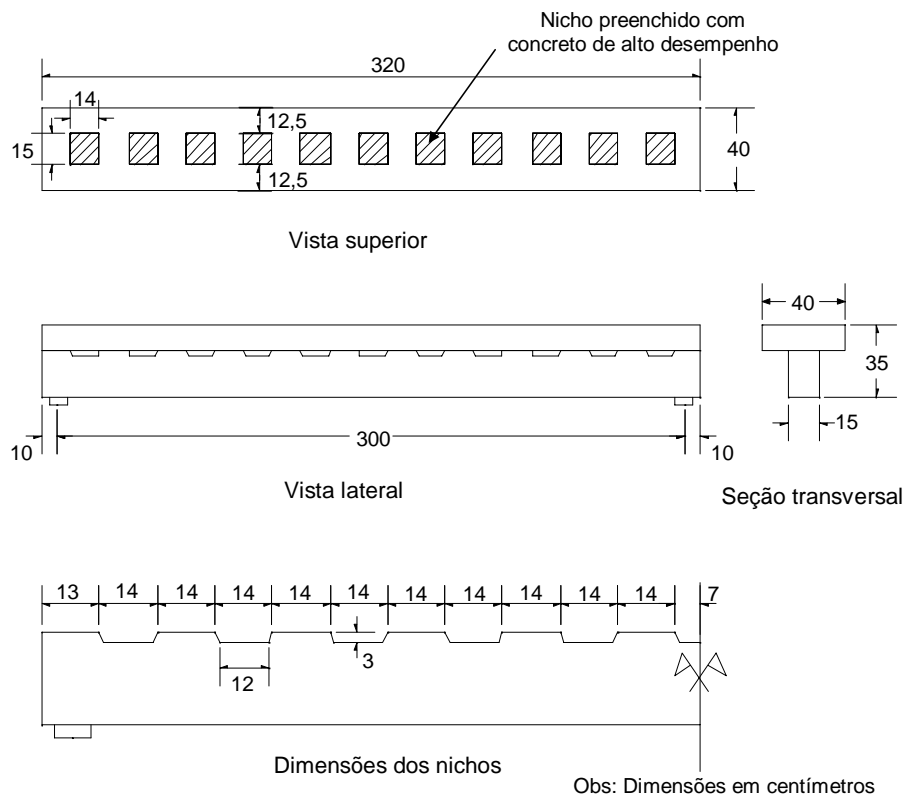 Nicho preenchido com
concreto de alto desempenho
320
14
12,5
15
40
12,5
Vista superior
40
35
15
10
300
10
Vista lateral
Seção transversal
13 14 14 14 14 14 14 14 14 14 14 7
3
12
Dimensões dos nichos
Obs: Dimensões em centímetros